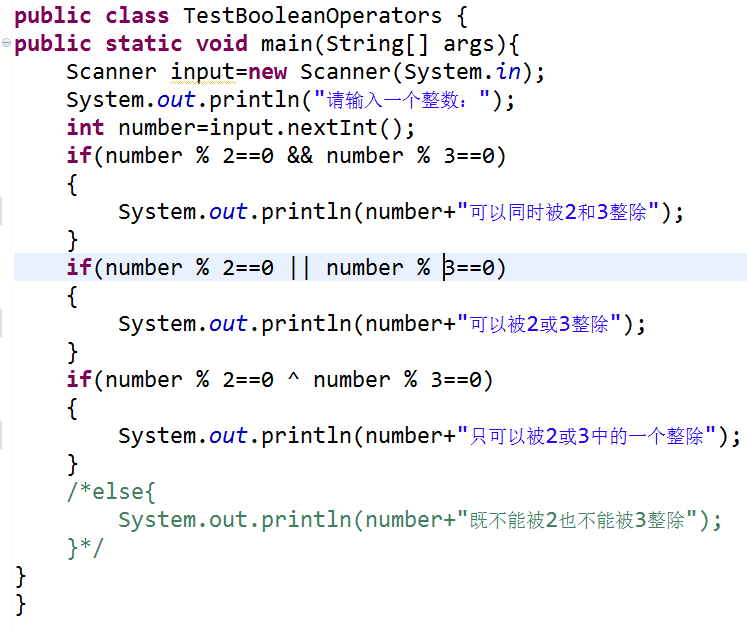 public class TestBooleanOperators {
public static void main(String[] args){
    Scanner input=new Scanner(System.in);
    System.out.println("请输入一个整数：");
    int number=input.nextInt();
    if(number % 2==0 && number % 3==0)
    {
        System.out.println(number+"可以同时被2和3整除");
    }
    if(number % 2==0 || number % 3==0)
    {
        System.out.println(number+"可以被2或3整除");
    }
    if(number % 2==0 ^ number % 3==0)
    {
        System.out.println(number+"只可以被2或3中的一个整除");
    }
    /*else{
        System.out.println(number+"既不能被2也不能被3整除");
    }*/
}
}